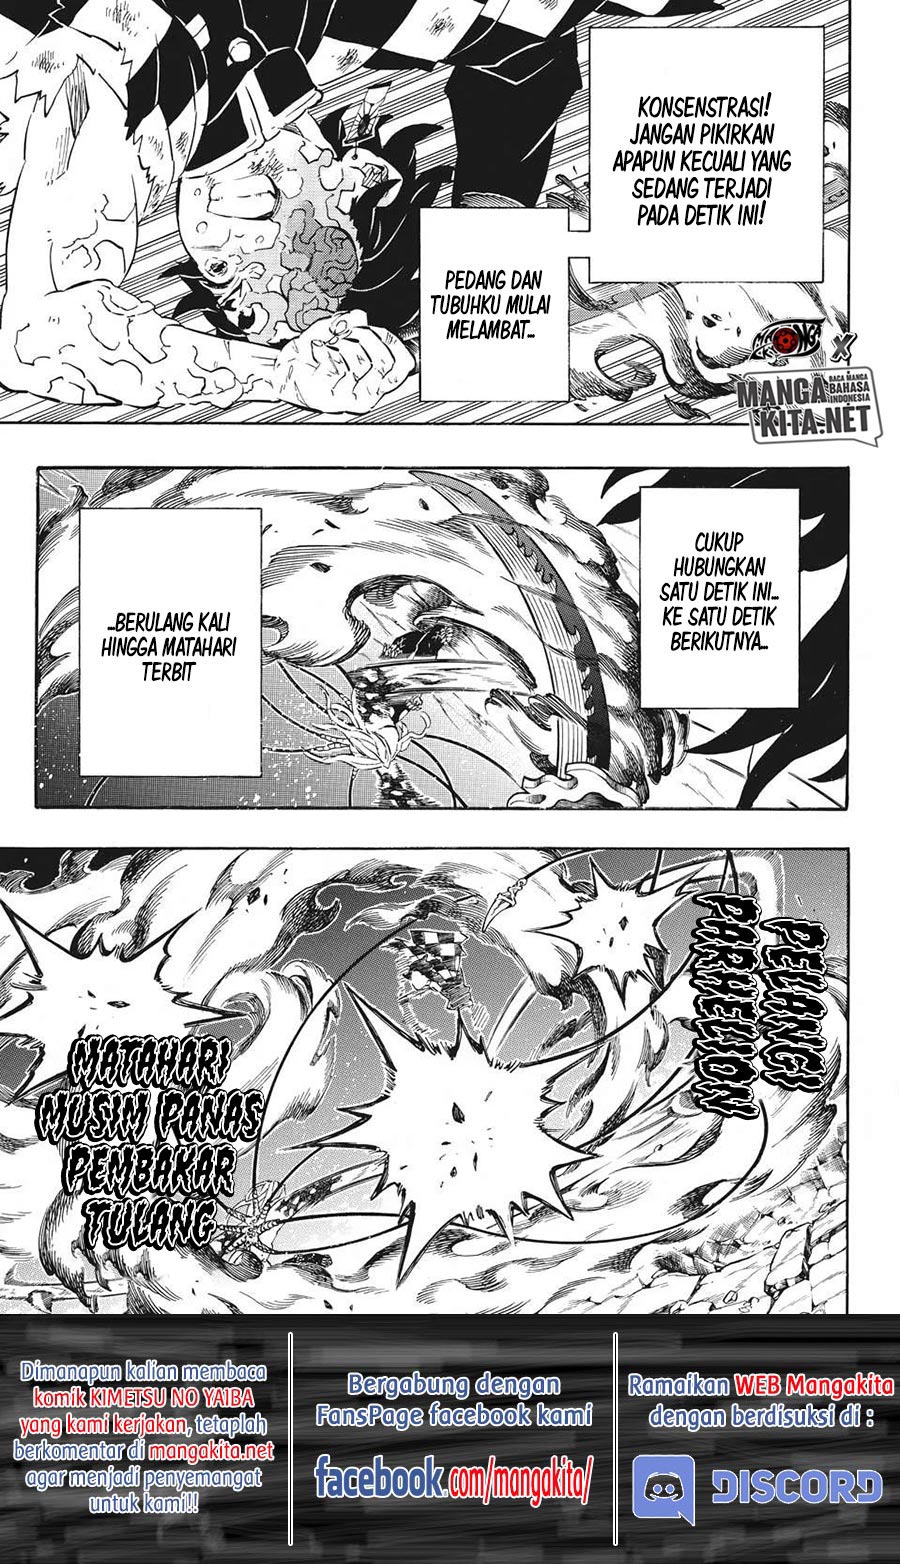 KONSENSTRASI!
JANGAN PIKIRKAN
APAPUN KECUALI YANG
SEDANG TERJADI
PADA DETIK INI!
PEDANG DAN
TUBUHKU MULAI
MELAMBAT...
X
MANGA
BACA MANGA
BAHASA
INDONESIA
KITA.NET
CUKUP
HUBUNGKAN
SATU DETIK INI...
KE SATU DETIK
BERIKUTNYA...
...BERULANG KALI
HINGGA MATAHARI
TERBIT
PELANGI
PARHELION
MATAHARI
MUSIM PANAS
PEMBAKAR
TULANG
Dimanapun kalian membaca
komik KIMETSU NO YAIBA
yang kami kerjakan, tetaplah
berkomentar di mangakita.net
agar menjadi penyemangat
untuk kami!!
Bergabung dengan
FansPage facebook kami
facebook.com/mangakita/
Ramaikan WEB Mangakita
dengan berdisuksi di :
DISCORD